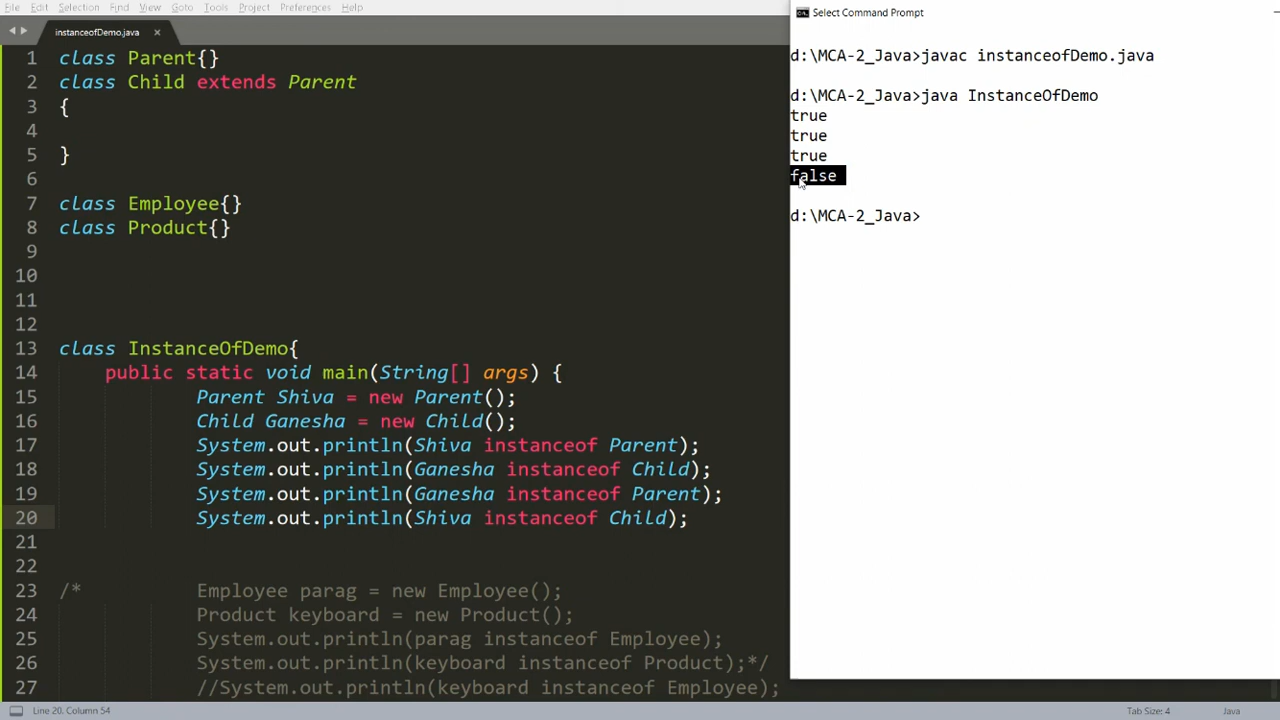 File Edit Selection Find View Goto Tools Project Preferences Help
instanceofDemo.java
1 class Parent{}
2 class Child extends Parent
3 {
4
5 }
6
7 class Employee{}
8 class Product{}
9
10
11
12
13 class InstanceOfDemo{
14 public static void main(String[] args) {
15 Parent Shiva = new Parent();
16 Child Ganesha = new Child();
17 System.out.println(Shiva instanceof Parent);
18 System.out.println(Ganesha instanceof Child);
19 System.out.println(Ganesha instanceof Parent);
20 System.out.println(Shiva instanceof Child);
21
22
23 /* Employee parag = new Employee();
24 Product keyboard = new Product();
25 System.out.println(parag instanceof Employee);
26 System.out.println(keyboard instanceof Product);*/
27 //System.out.println(keyboard instanceof Employee);
Line 20, Column 54
Tab Size: 4
Java
Select Command Prompt
d:\MCA-2_Java>javac instanceofDemo.java
d:\MCA-2_Java>java InstanceOfDemo
true
true
true
false
d:\MCA-2_Java>